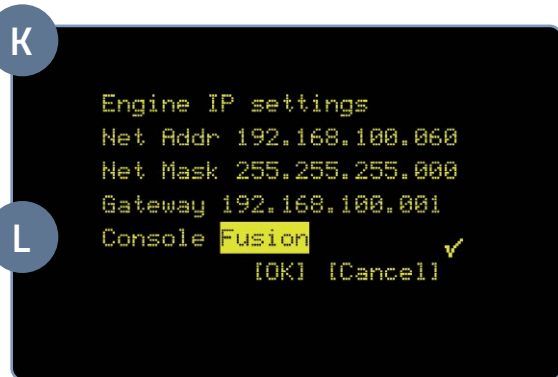 K
Engine IP settings
Net Addr 192.168.100.060
Net Mask 255.255.255.000
Gateway 192.168.100.001
L
Console Fusion ✓
[OK] [Cancel]